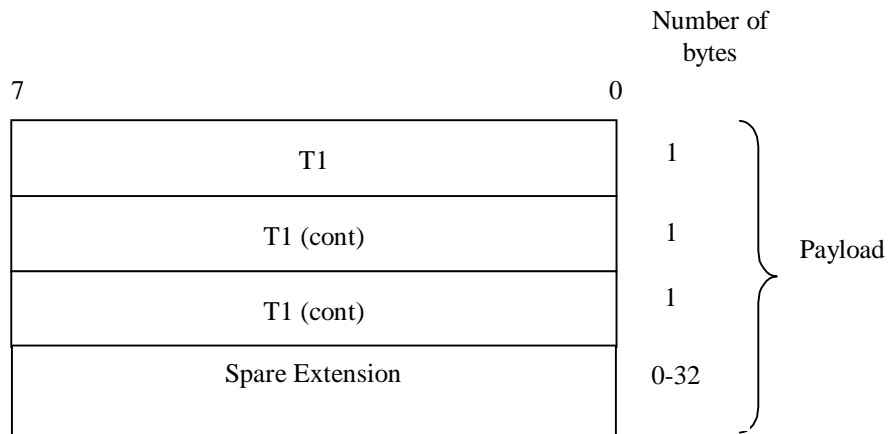 Number of
bytes
7 0
T1 1
T1 (cont) 1
Payload
T1 (cont) 1
Spare Extension 0-32